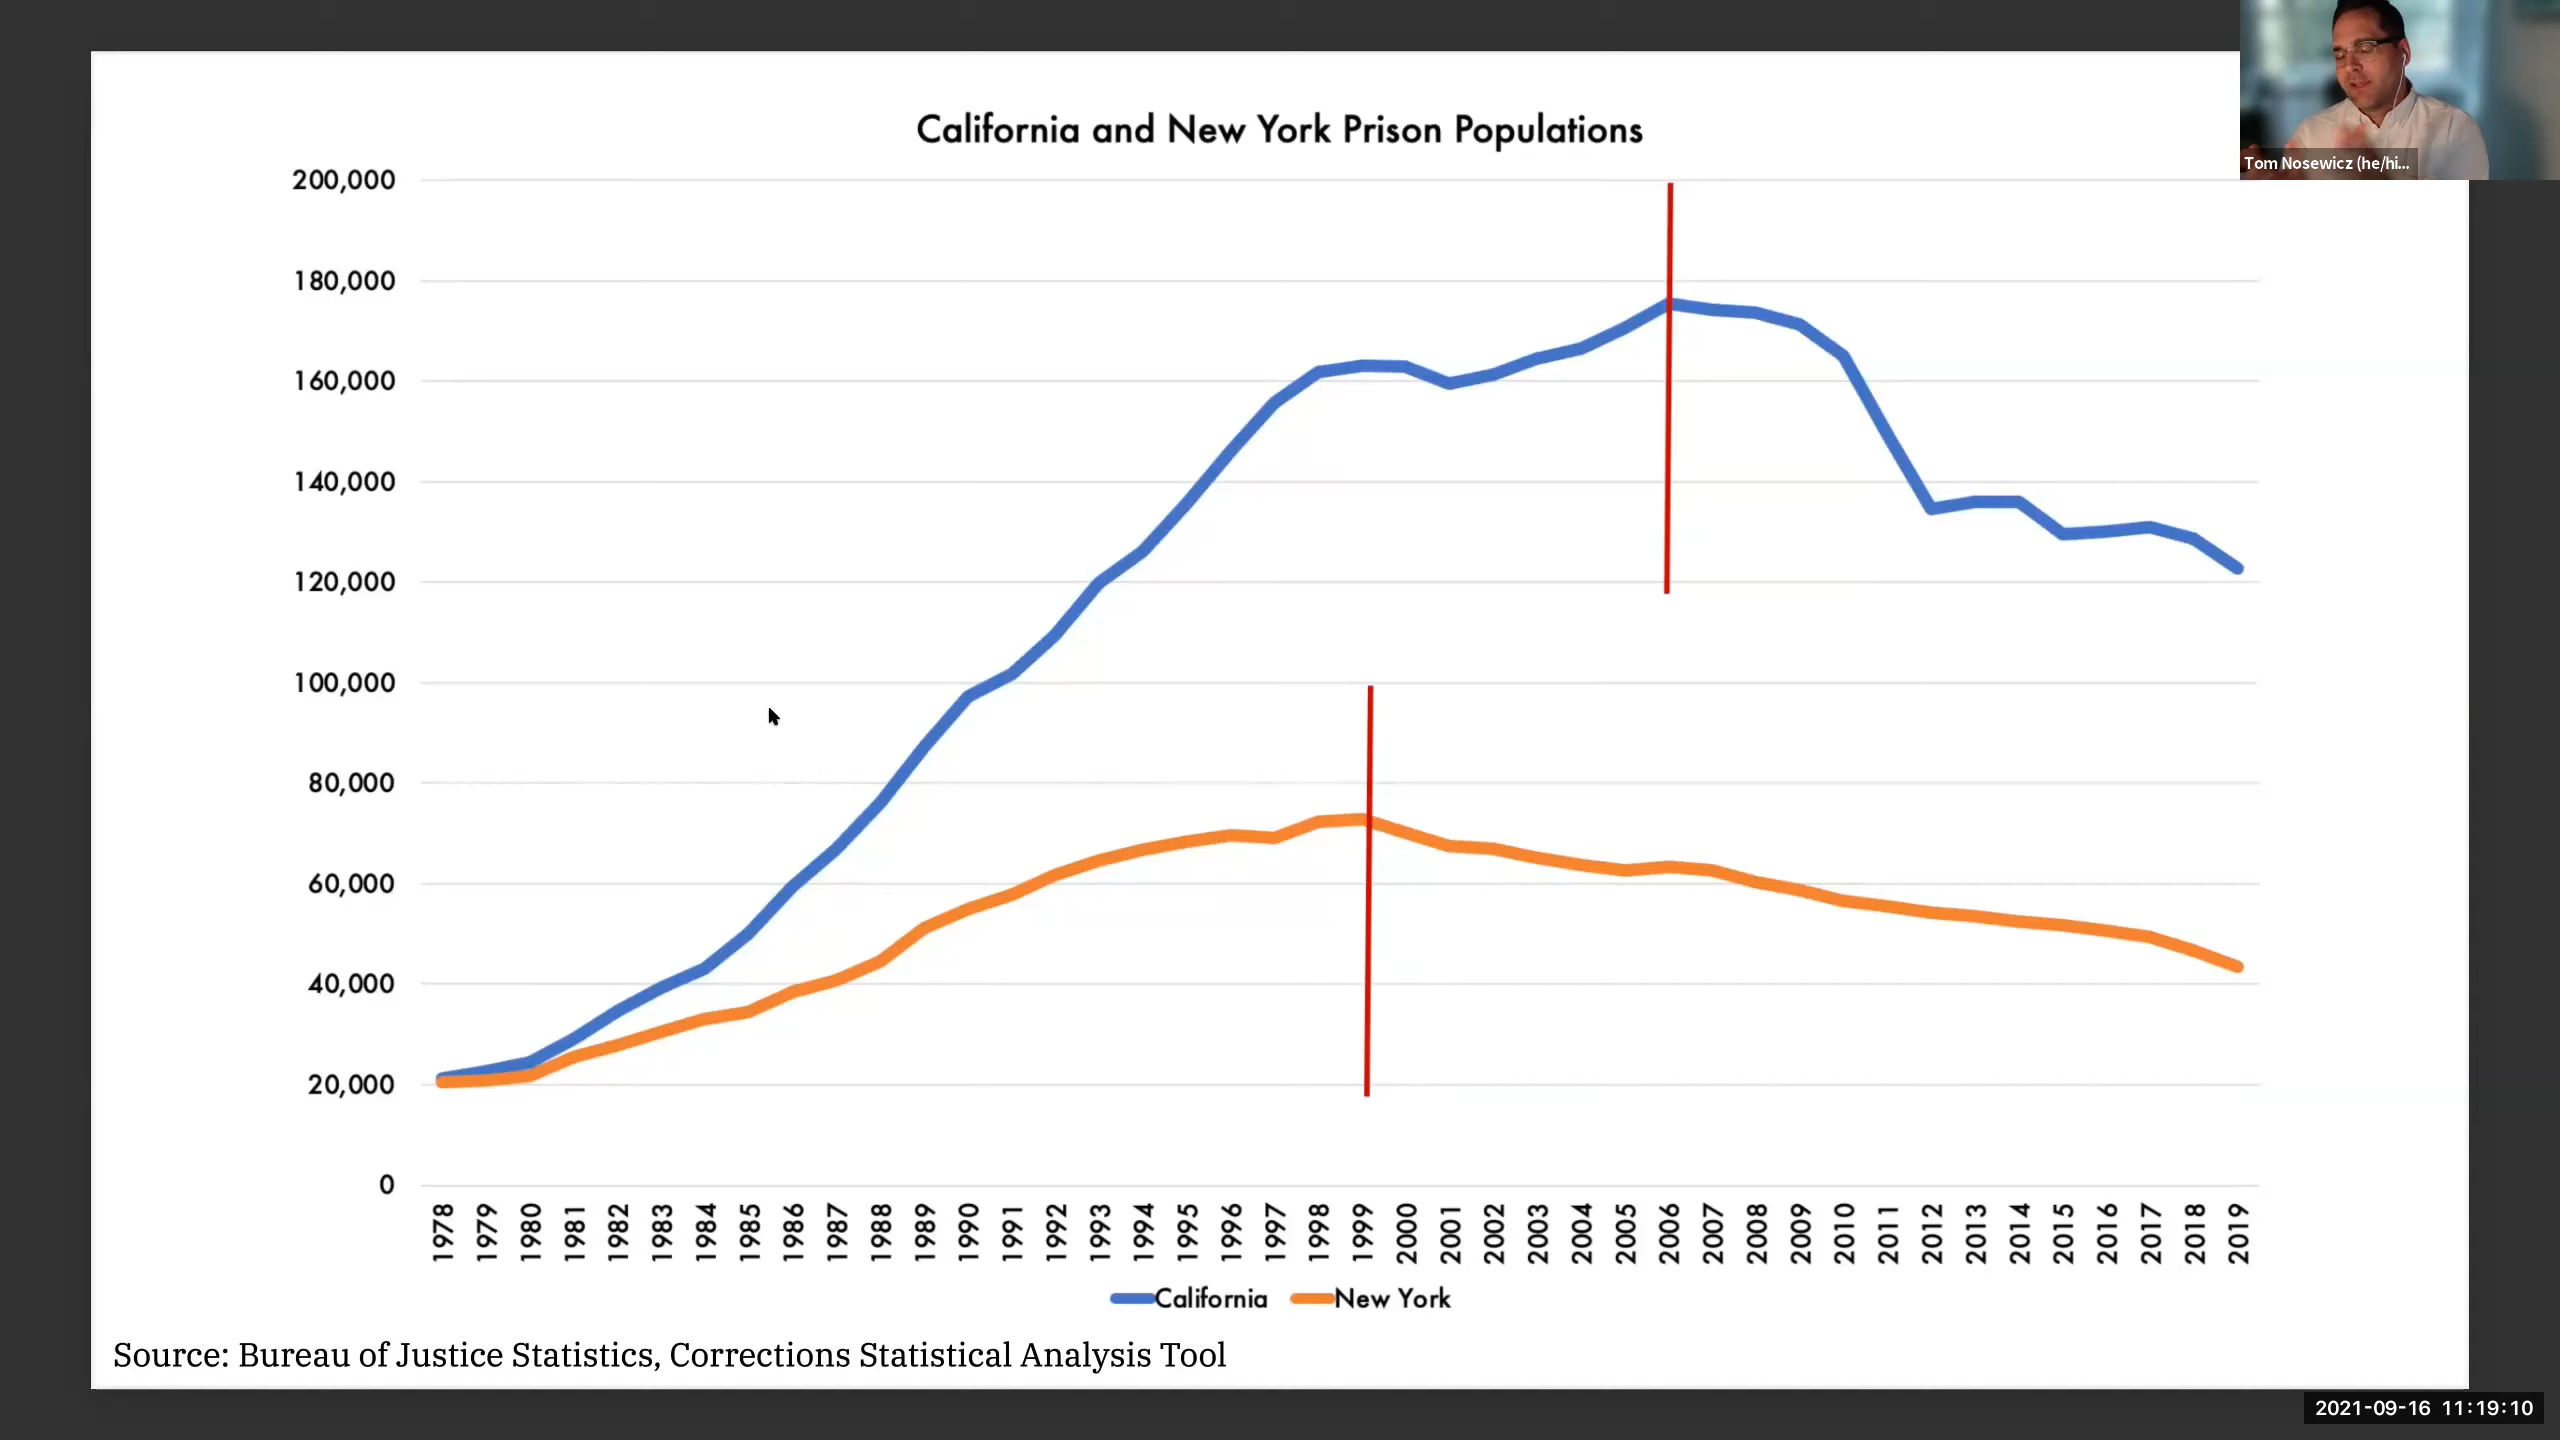 California and New York Prison Populations
Tom Nosewicz (he/hi...
200,000
180,000
160,000
140,000
120,000
100,000
80,000
60,000
40,000
20,000
0
1978 1979 1980 1981 1982 1983 1984 1985 1986 1987 1988 1989 1990 1991 1992 1993 1994 1995 1996 1997 1998 1999 2000 2001 2002 2003 2004 2005 2006 2007 2008 2009 2010 2011 2012 2013 2014 2015 2016 2017 2018 2019
California New York
Source: Bureau of Justice Statistics, Corrections Statistical Analysis Tool
2021-09-16 11:19:10